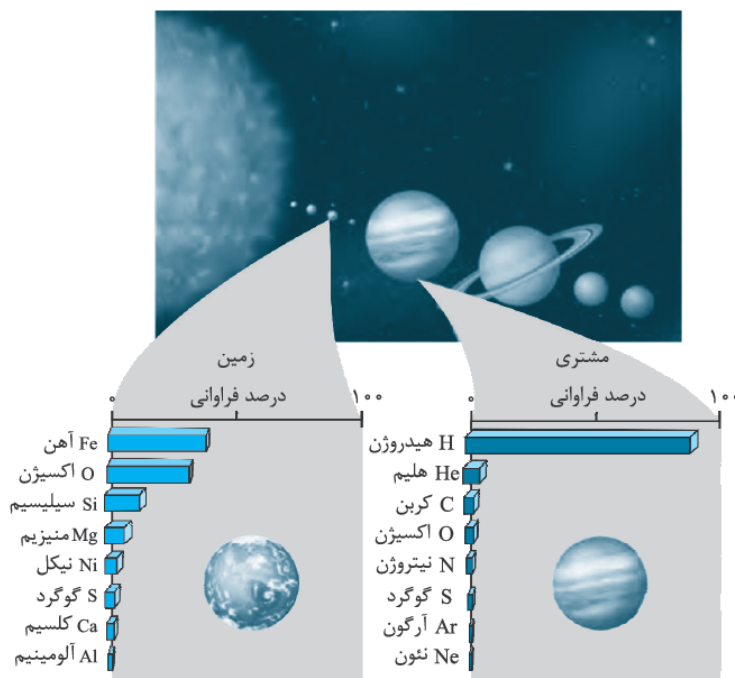 زمین
درصد فراوانی
۰ ۱۰۰
آهن Fe
اکسیژن O
سیلیسیم Si
منیزیم Mg
نیکل Ni
گوگرد S
کلسیم Ca
آلومینیم Al
مشتری
درصد فراوانی
۰ ۱۰۰
هیدروژن H
هلیم He
کربن C
اکسیژن O
نیتروژن N
گوگرد S
آرگون Ar
نئون Ne